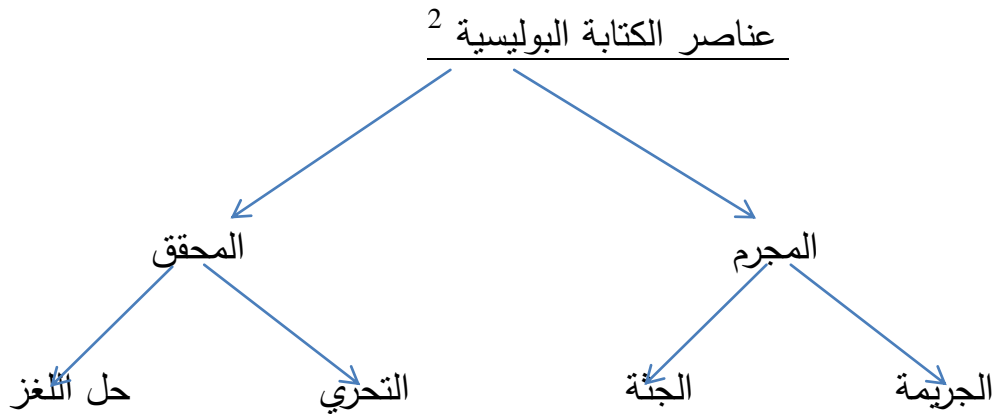 عناصر الكتابة البوليسية 2
المجرم المحقق
الجريمة الجثة التحري حل اللغز